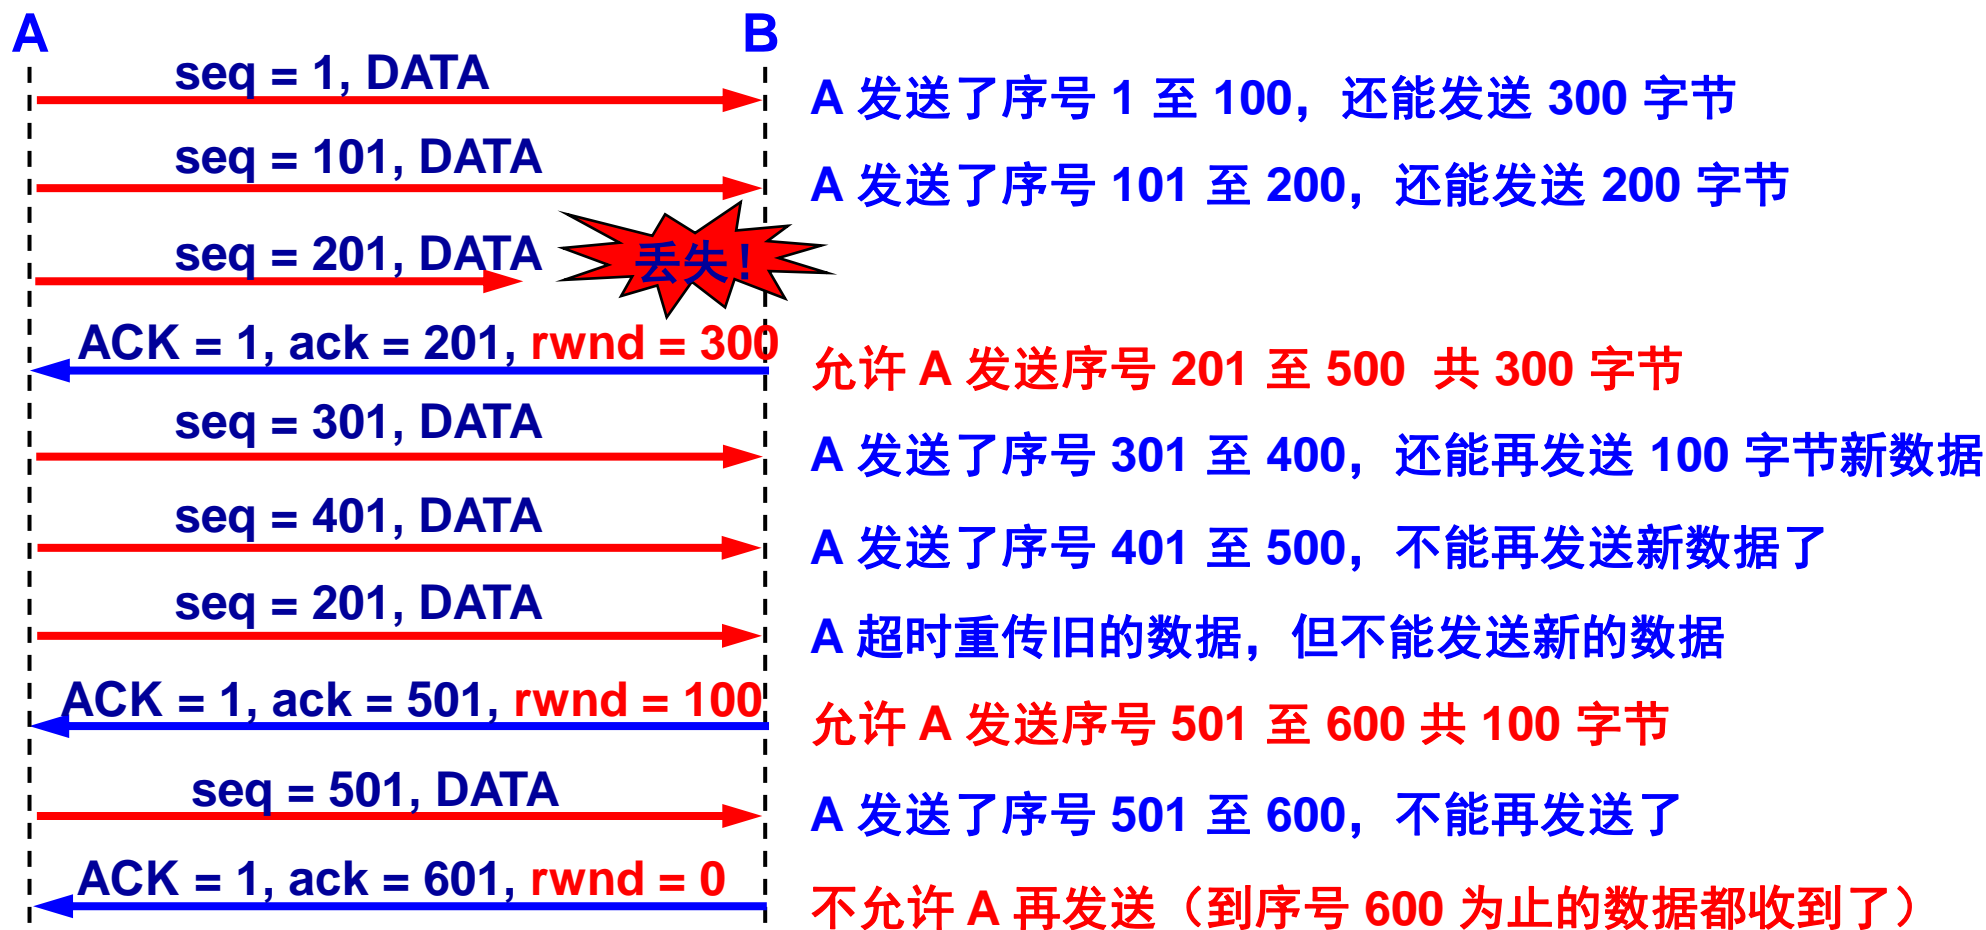 A
B
seq = 1, DATA
A 发送了序号 1 至 100，还能发送 300 字节
seq = 101, DATA
A 发送了序号 101 至 200，还能发送 200 字节
seq = 201, DATA
丢失！
ACK = 1, ack = 201, rwnd = 300
允许 A 发送序号 201 至 500 共 300 字节
seq = 301, DATA
A 发送了序号 301 至 400，还能再发送 100 字节新数据
seq = 401, DATA
A 发送了序号 401 至 500，不能再发送新数据了
seq = 201, DATA
A 超时重传旧的数据，但不能发送新的数据
ACK = 1, ack = 501, rwnd = 100
允许 A 发送序号 501 至 600 共 100 字节
seq = 501, DATA
A 发送了序号 501 至 600，不能再发送了
ACK = 1, ack = 601, rwnd = 0
不允许 A 再发送（到序号 600 为止的数据都收到了）